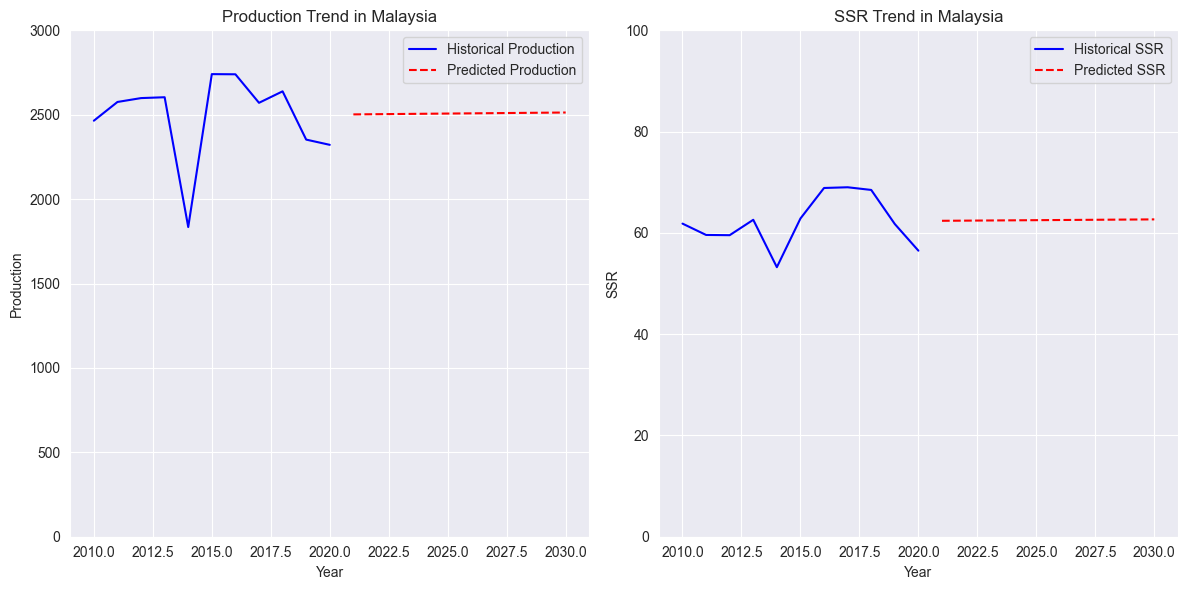 Production Trend in Malaysia
3000
2500
2000
1500
1000
500
0
Production
Historical Production
Predicted Production
2010.0 2012.5 2015.0 2017.5 2020.0 2022.5 2025.0 2027.5 2030.0
Year
SSR Trend in Malaysia
100
80
60
40
20
0
SSR
Historical SSR
Predicted SSR
2010.0 2012.5 2015.0 2017.5 2020.0 2022.5 2025.0 2027.5 2030.0
Year